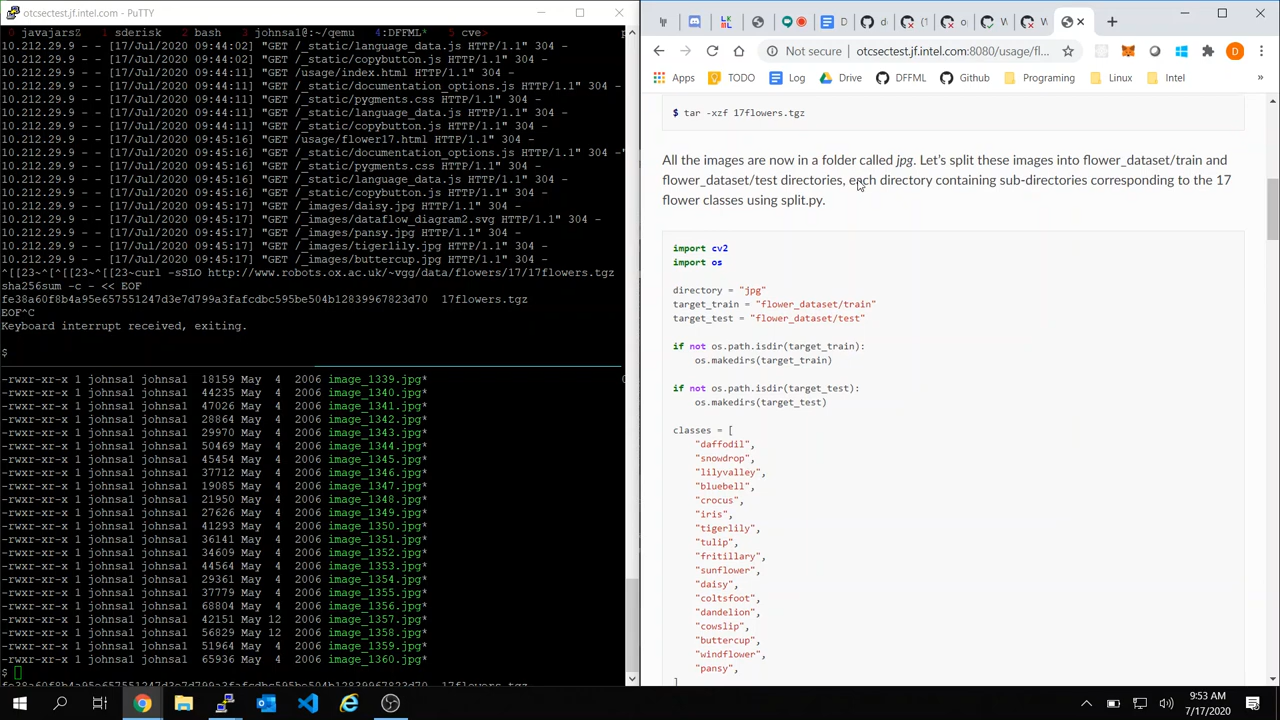 otcsectest.jf.intel.com - PuTTY
0 javajarsZ 1 sderisk 2 bash 3 johnsal@:~/qemu 4:DFFML* 5 cve>
10.212.29.9 - - [17/Jul/2020 09:44:02] "GET /_static/language_data.js HTTP/1.1" 304 -
10.212.29.9 - - [17/Jul/2020 09:44:02] "GET /_static/copybutton.js HTTP/1.1" 304 -
10.212.29.9 - - [17/Jul/2020 09:44:11] "GET /usage/index.html HTTP/1.1" 304 -
10.212.29.9 - - [17/Jul/2020 09:44:11] "GET /_static/documentation_options.js HTTP/1.1" 304 -
10.212.29.9 - - [17/Jul/2020 09:44:11] "GET /_static/pygments.css HTTP/1.1" 304 -
10.212.29.9 - - [17/Jul/2020 09:44:11] "GET /_static/language_data.js HTTP/1.1" 304 -
10.212.29.9 - - [17/Jul/2020 09:44:11] "GET /_static/copybutton.js HTTP/1.1" 304 -
10.212.29.9 - - [17/Jul/2020 09:45:16] "GET /usage/flower17.html HTTP/1.1" 304 -
10.212.29.9 - - [17/Jul/2020 09:45:16] "GET /_static/documentation_options.js HTTP/1.1" 304 -
10.212.29.9 - - [17/Jul/2020 09:45:16] "GET /_static/pygments.css HTTP/1.1" 304 -
10.212.29.9 - - [17/Jul/2020 09:45:16] "GET /_static/language_data.js HTTP/1.1" 304 -
10.212.29.9 - - [17/Jul/2020 09:45:16] "GET /_static/copybutton.js HTTP/1.1" 304 -
10.212.29.9 - - [17/Jul/2020 09:45:17] "GET /_images/daisy.jpg HTTP/1.1" 304 -
10.212.29.9 - - [17/Jul/2020 09:45:17] "GET /_images/dataflow_diagram2.svg HTTP/1.1" 304 -
10.212.29.9 - - [17/Jul/2020 09:45:17] "GET /_images/pansy.jpg HTTP/1.1" 304 -
10.212.29.9 - - [17/Jul/2020 09:45:17] "GET /_images/tigerlily.jpg HTTP/1.1" 304 -
10.212.29.9 - - [17/Jul/2020 09:45:17] "GET /_images/buttercup.jpg HTTP/1.1" 304 -
^[[23~^[^[[23~^[[23~curl -sSLO http://www.robots.ox.ac.uk/~vgg/data/flowers/17/17flowers.tgz
sha256sum -c - << EOF
fe38a60f8b4a95e657551247d3e7d799a3fafcdbc595be504b12839967823d70 17flowers.tgz
EOF^C
Keyboard interrupt received, exiting.
$
-rwxr-xr-x 1 johnsa1 johnsa1 18159 May 4 2006 image_1339.jpg*
-rwxr-xr-x 1 johnsa1 johnsa1 44235 May 4 2006 image_1340.jpg*
-rwxr-xr-x 1 johnsa1 johnsa1 47026 May 4 2006 image_1341.jpg*
-rwxr-xr-x 1 johnsa1 johnsa1 28864 May 4 2006 image_1342.jpg*
-rwxr-xr-x 1 johnsa1 johnsa1 29970 May 4 2006 image_1343.jpg*
-rwxr-xr-x 1 johnsa1 johnsa1 50469 May 4 2006 image_1344.jpg*
-rwxr-xr-x 1 johnsa1 johnsa1 45454 May 4 2006 image_1345.jpg*
-rwxr-xr-x 1 johnsa1 johnsa1 37712 May 4 2006 image_1346.jpg*
-rwxr-xr-x 1 johnsa1 johnsa1 19085 May 4 2006 image_1347.jpg*
-rwxr-xr-x 1 johnsa1 johnsa1 21950 May 4 2006 image_1348.jpg*
-rwxr-xr-x 1 johnsa1 johnsa1 27626 May 4 2006 image_1349.jpg*
-rwxr-xr-x 1 johnsa1 johnsa1 41293 May 4 2006 image_1350.jpg*
-rwxr-xr-x 1 johnsa1 johnsa1 36141 May 4 2006 image_1351.jpg*
-rwxr-xr-x 1 johnsa1 johnsa1 34609 May 4 2006 image_1352.jpg*
-rwxr-xr-x 1 johnsa1 johnsa1 44564 May 4 2006 image_1353.jpg*
-rwxr-xr-x 1 johnsa1 johnsa1 29361 May 4 2006 image_1354.jpg*
-rwxr-xr-x 1 johnsa1 johnsa1 37779 May 4 2006 image_1355.jpg*
-rwxr-xr-x 1 johnsa1 johnsa1 68804 May 4 2006 image_1356.jpg*
-rwxr-xr-x 1 johnsa1 johnsa1 42151 May 12 2006 image_1357.jpg*
-rwxr-xr-x 1 johnsa1 johnsa1 56829 May 12 2006 image_1358.jpg*
-rwxr-xr-x 1 johnsa1 johnsa1 51964 May 4 2006 image_1359.jpg*
-rwxr-xr-x 1 johnsa1 johnsa1 65936 May 4 2006 image_1360.jpg*
$
Not secure otcsectest.jf.intel.com:8080/usage/fl...
Apps TODO Log Drive DFFML Github Programing Linux Intel
$ tar -xzf 17flowers.tgz
All the images are now in a folder called jpg. Let's split these images into flower_dataset/train and
flower_dataset/test directories, each directory containing sub-directories corresponding to the 17
flower classes using split.py.
import cv2
import os
directory = "jpg"
target_train = "flower_dataset/train"
target_test = "flower_dataset/test"
if not os.path.isdir(target_train):
os.makedirs(target_train)
if not os.path.isdir(target_test):
os.makedirs(target_test)
classes = [
"daffodil",
"snowdrop",
"lilyvalley",
"bluebell",
"crocus",
"iris",
"tigerlily",
"tulip",
"fritillary",
"sunflower",
"daisy",
"coltsfoot",
"dandelion",
"cowslip",
"buttercup",
"windflower",
"pansy",
]
9:53 AM
7/17/2020